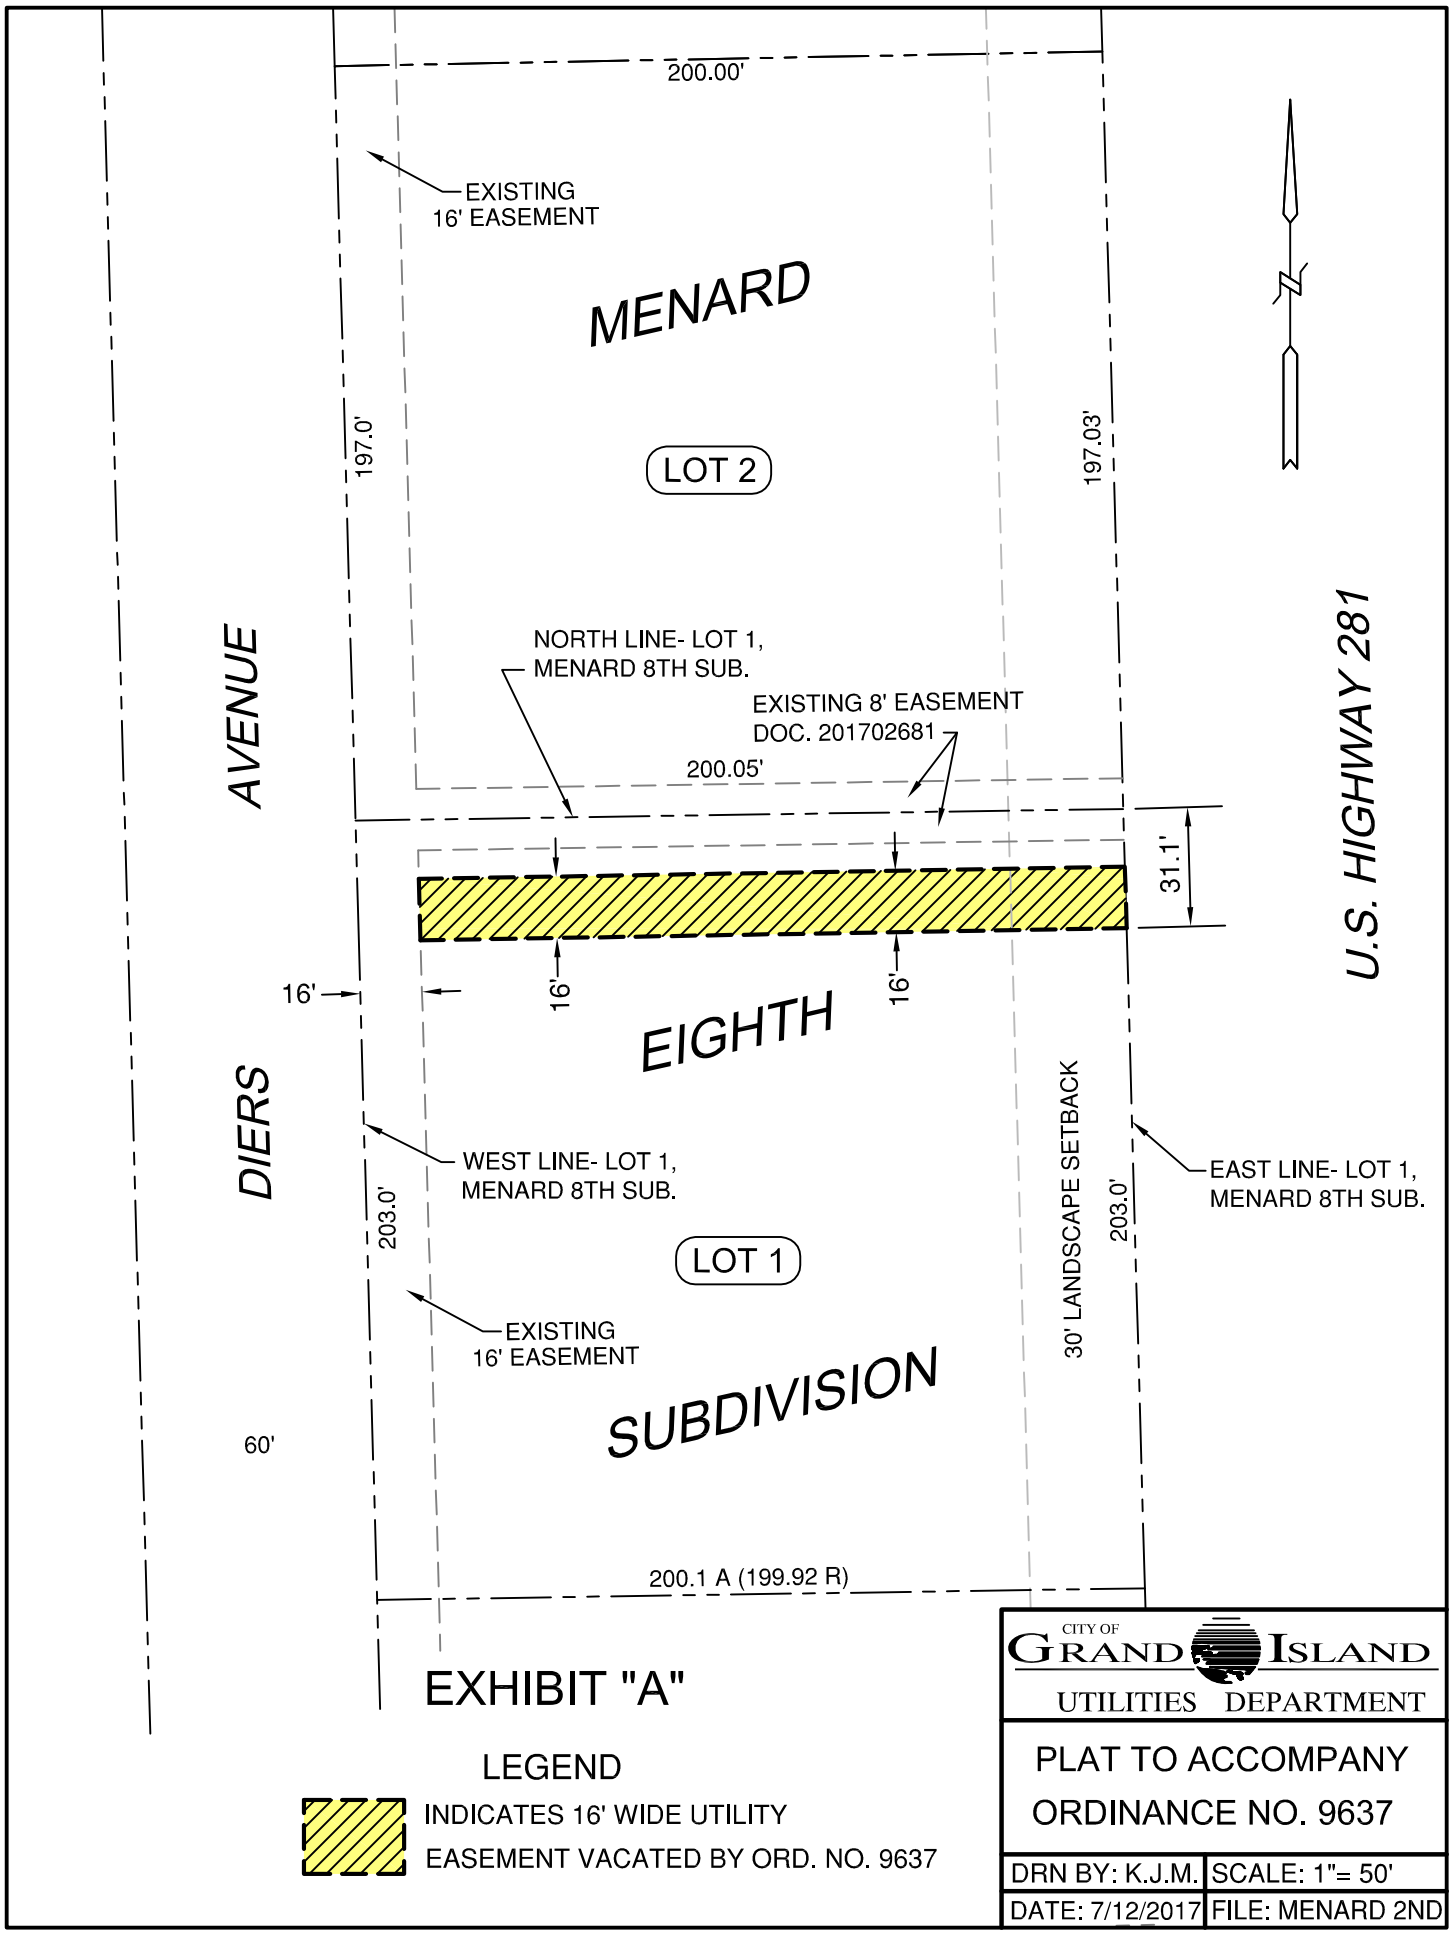 200.00'
EXISTING
16' EASEMENT
MENARD
197.0'
197.03'
LOT 2
AVENUE
U.S. HIGHWAY 281
NORTH LINE- LOT 1,
MENARD 8TH SUB.
EXISTING 8' EASEMENT
DOC. 201702681
200.05'
31.1'
16'
16'
16'
EIGHTH
DIERS
WEST LINE- LOT 1,
MENARD 8TH SUB.
203.0'
30' LANDSCAPE SETBACK
203.0'
EAST LINE- LOT 1,
MENARD 8TH SUB.
LOT 1
EXISTING
16' EASEMENT
SUBDIVISION
60'
200.1 A (199.92 R)
EXHIBIT "A"
LEGEND
INDICATES 16' WIDE UTILITY
EASEMENT VACATED BY ORD. NO. 9637
CITY OF
GRAND ISLAND
UTILITIES DEPARTMENT
PLAT TO ACCOMPANY
ORDINANCE NO. 9637
DRN BY: K.J.M.
SCALE: 1"= 50'
DATE: 7/12/2017
FILE: MENARD 2ND